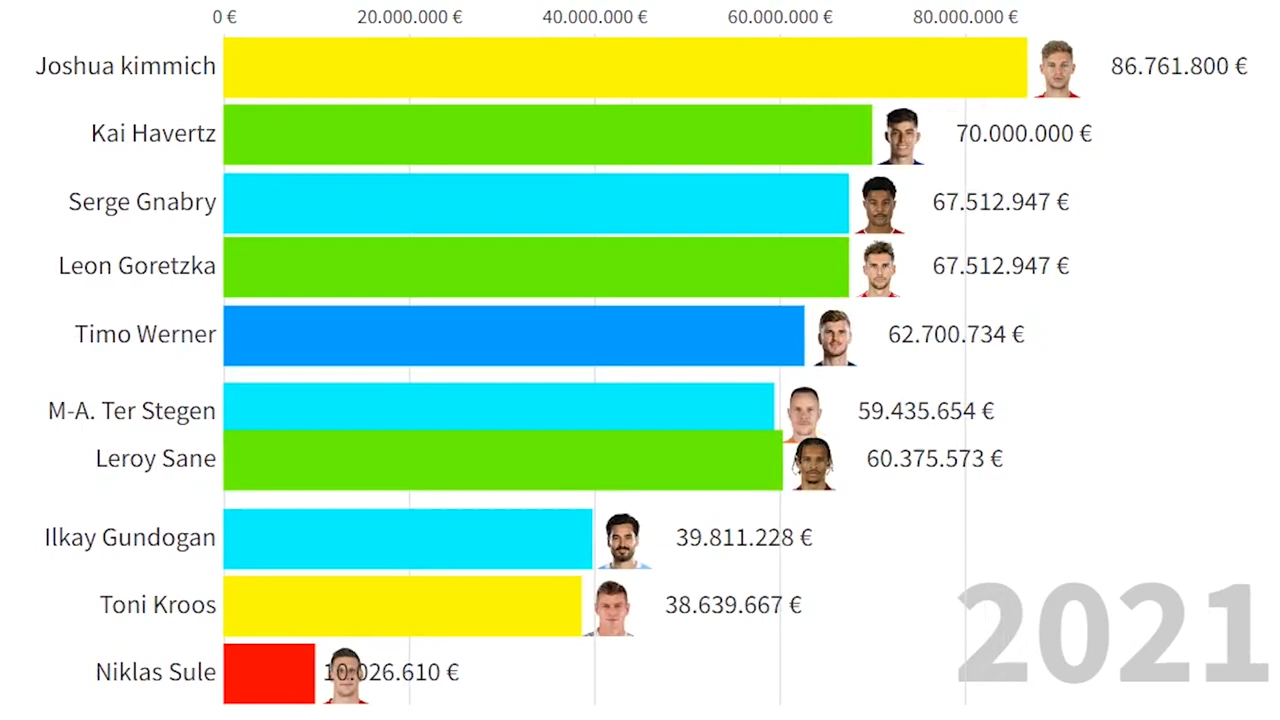 0 € 20.000.000 € 40.000.000 € 60.000.000 € 80.000.000 €
Joshua kimmich 86.761.800 €
Kai Havertz 70.000.000 €
Serge Gnabry 67.512.947 €
Leon Goretzka 67.512.947 €
Timo Werner 62.700.734 €
M-A. Ter Stegen 59.435.654 €
Leroy Sane 60.375.573 €
Ilkay Gundogan 39.811.228 €
Toni Kroos 38.639.667 €
Niklas Sule 10.026.610 €
2021